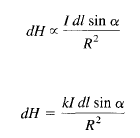 dH ∝ I dl sin α / R²
dH = kI dl sin α / R²